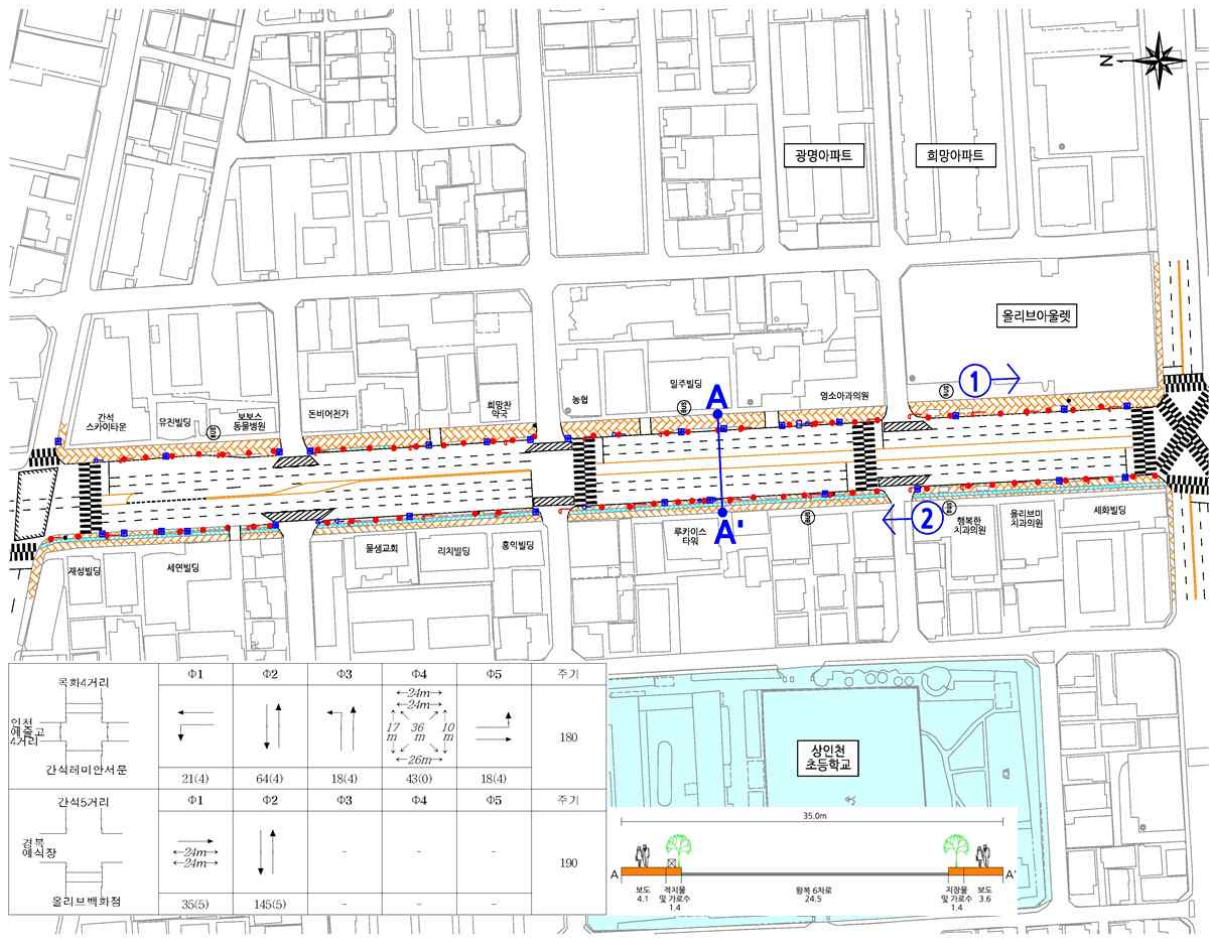 N
광명아파트
희망아파트
올리브아울렛
1
밀주빌딩
A
영소아과의원
농협
희망찬
약국
돈비어천가
보보스
동물병원
유진빌딩
간석
스카이타운
BUS
BUS
BUS
BUS
BUS
A'
2
루카이스
타워
행복한
치과의원
올리브미
치과의원
세화빌딩
재성빌딩
세연빌딩
물샘교회
리치빌딩
홍익빌딩
목화4거리
인천
예술고
4거리
간석레미안서문
Φ1 Φ2 Φ3 Φ4 Φ5 주기
24m
24m
17
m
36
m
10
m
26m
180
21(4) 64(4) 18(4) 43(0) 18(4)
간석5거리
경복
예식장
올리브백화점
Φ1 Φ2 Φ3 Φ4 Φ5 주기
24m
24m
- - -
190
35(5) 145(5) - - -
상인천
초등학교
35.0m
A A'
보도
4.1
적치물
및 가로수
1.4
왕복 6차로
24.5
지장물
및 가로수
1.4
보도
3.6